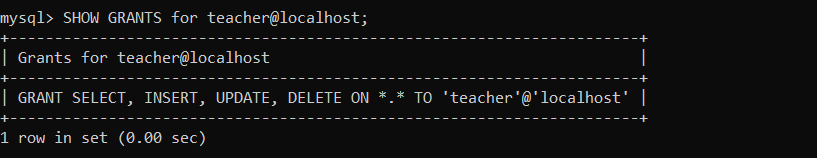 mysql> SHOW GRANTS for teacher@localhost;
+---------------------------------------------------------------------+
| Grants for teacher@localhost                                        |
+---------------------------------------------------------------------+
| GRANT SELECT, INSERT, UPDATE, DELETE ON *.* TO 'teacher'@'localhost' |
+---------------------------------------------------------------------+
1 row in set (0.00 sec)